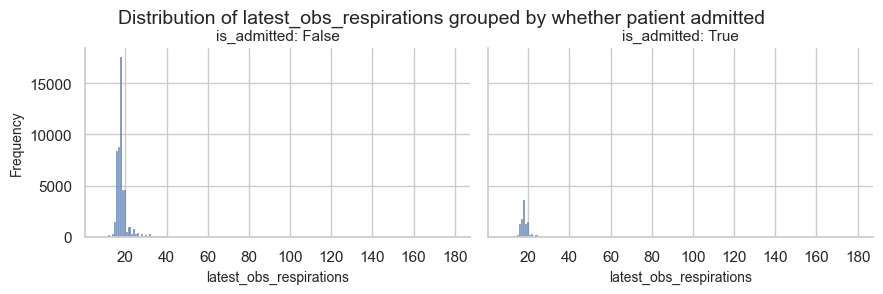 Distribution of latest_obs_respirations grouped by whether patient admitted
is_admitted: False
is_admitted: True
Frequency
15000
10000
5000
0
20 40 60 80 100 120 140 160 180
20 40 60 80 100 120 140 160 180
latest_obs_respirations
latest_obs_respirations